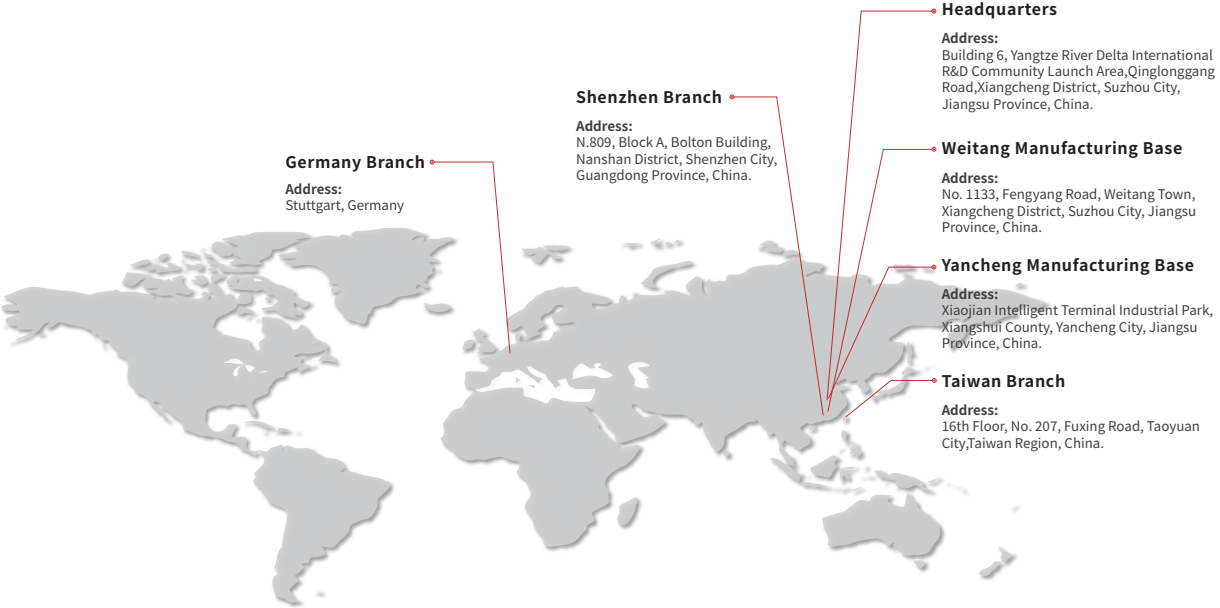 Headquarters
Address:
Building 6, Yangtze River Delta International
R&D Community Launch Area,Qinglonggang
Road,Xiangcheng District, Suzhou City,
Jiangsu Province, China.
Shenzhen Branch
Address:
N.809, Block A, Bolton Building,
Nanshan District, Shenzhen City,
Guangdong Province, China.
Germany Branch
Address:
Stuttgart, Germany
Weitang Manufacturing Base
Address:
No. 1133, Fengyang Road, Weitang Town,
Xiangcheng District, Suzhou City, Jiangsu
Province, China.
Yancheng Manufacturing Base
Address:
Xiaojian Intelligent Terminal Industrial Park,
Xiangshui County, Yancheng City, Jiangsu
Province, China.
Taiwan Branch
Address:
16th Floor, No. 207, Fuxing Road, Taoyuan
City,Taiwan Region, China.